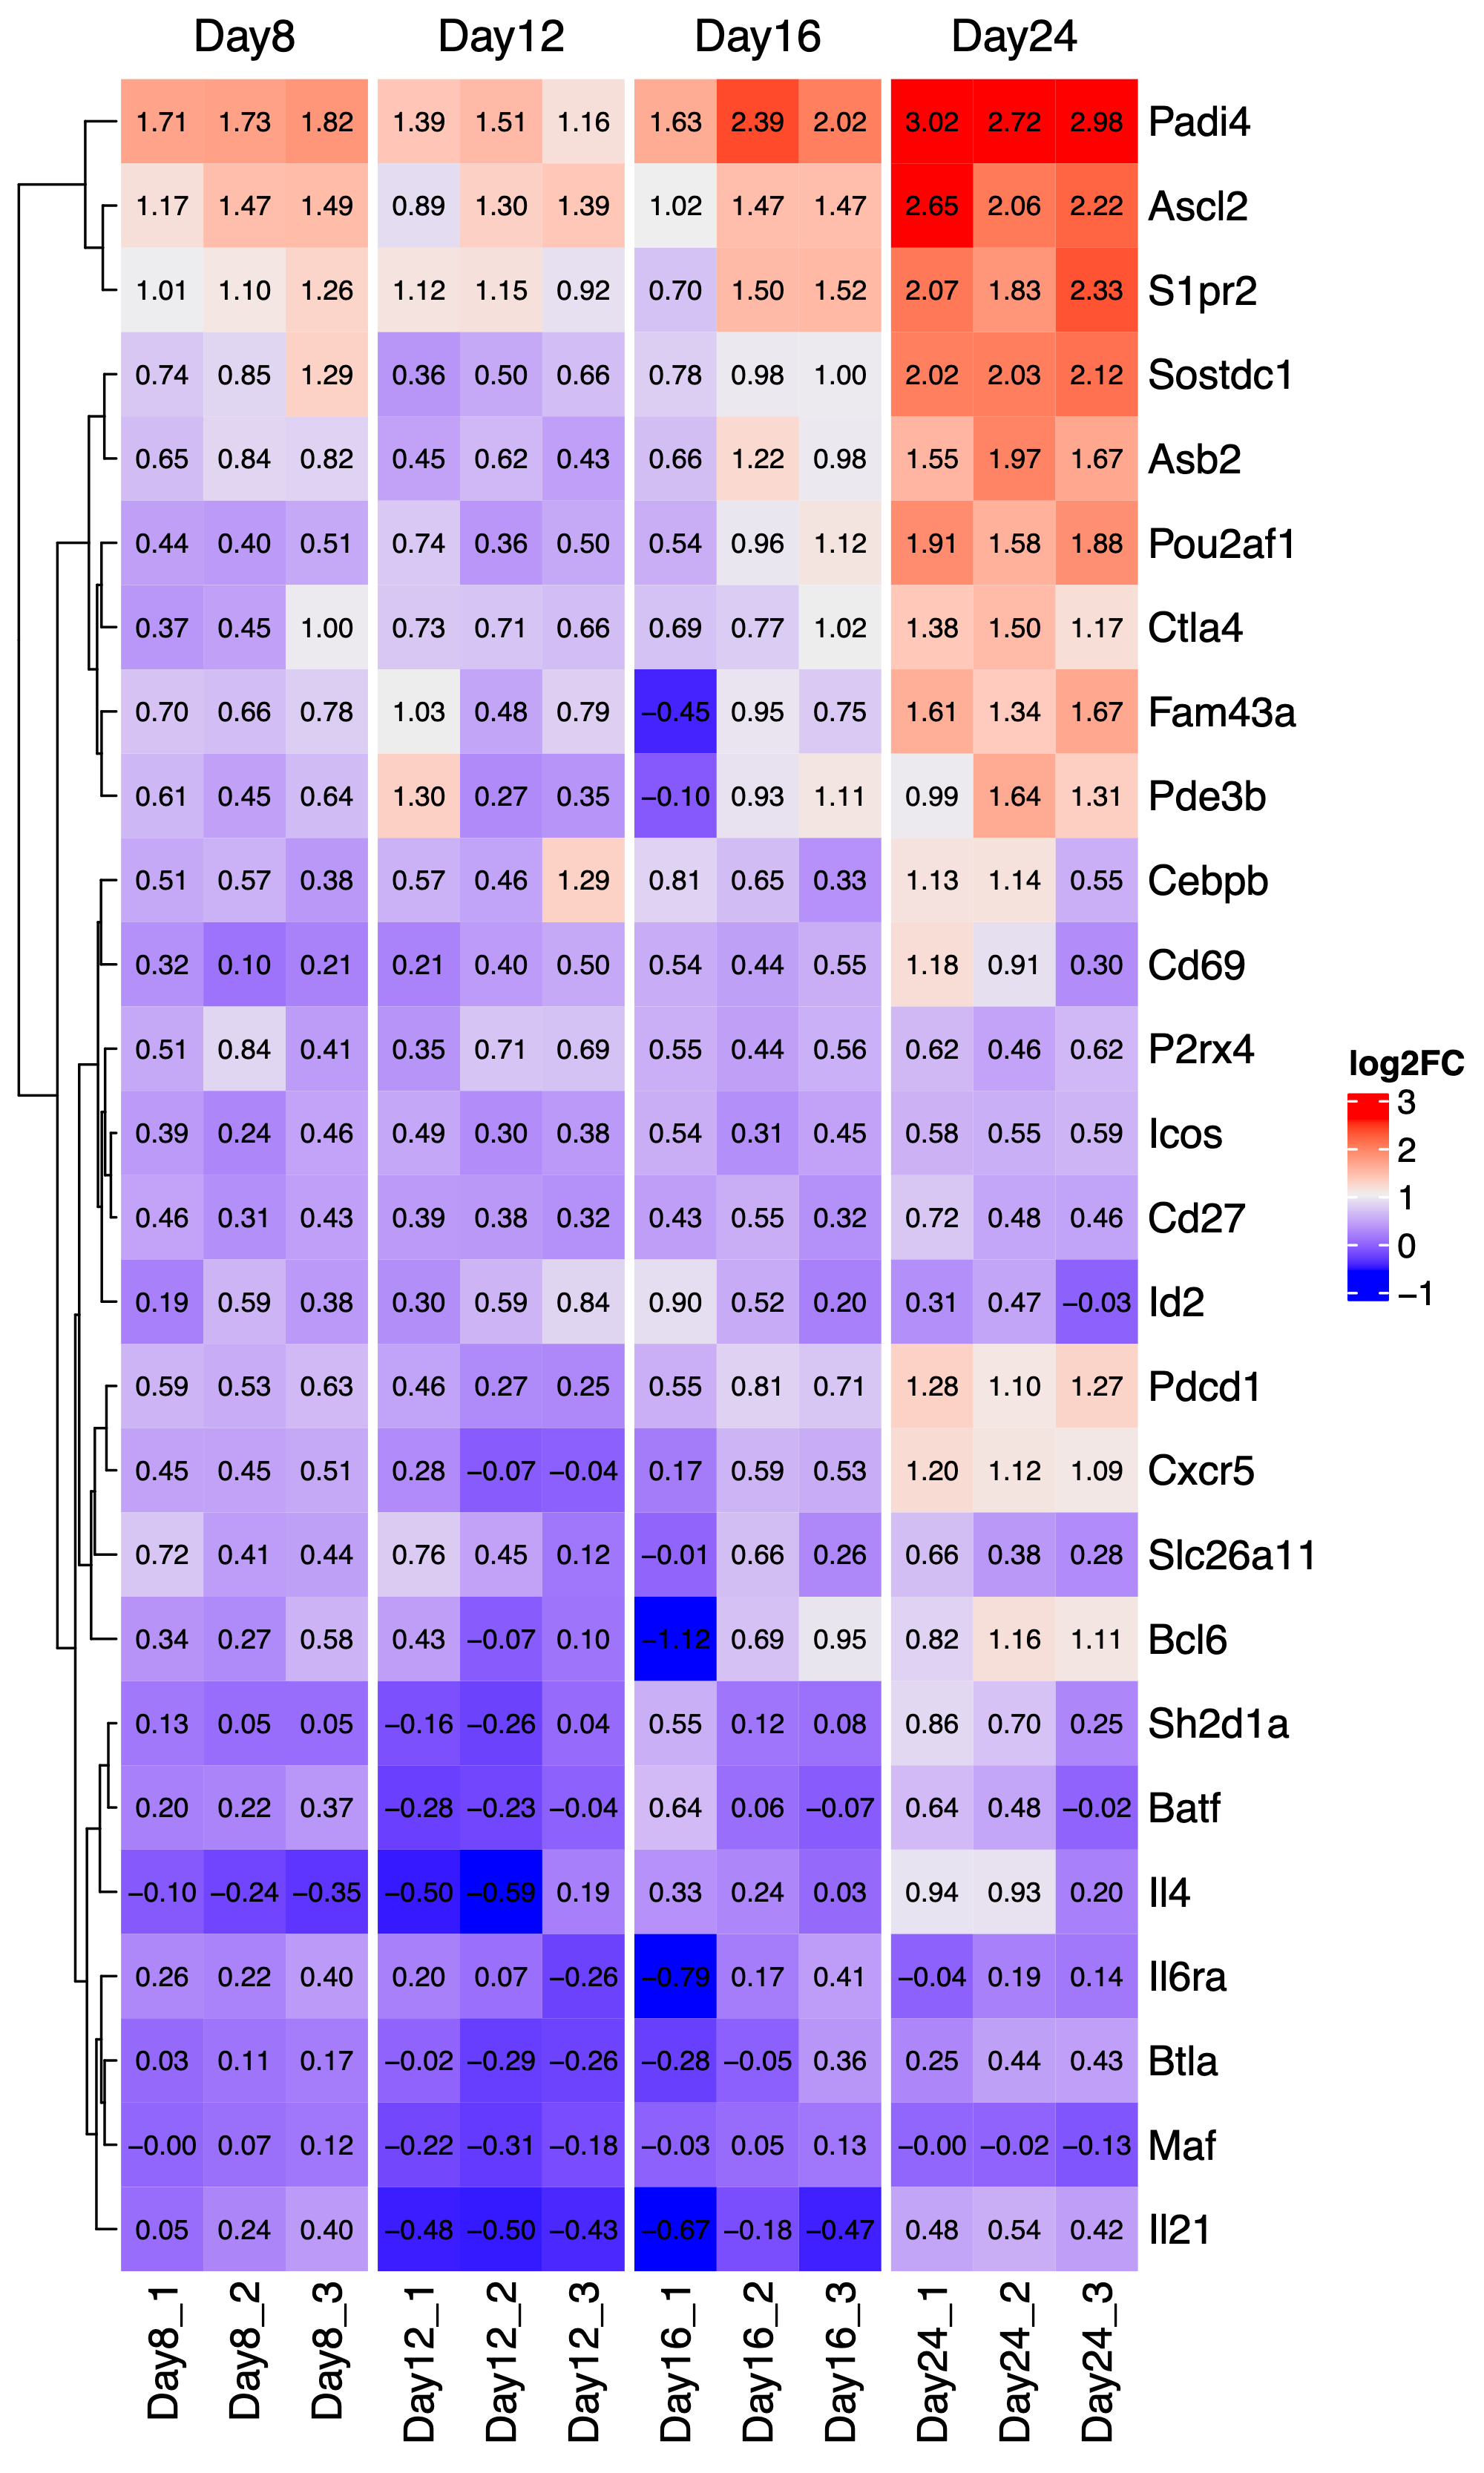 Day8 Day12 Day16 Day24
1.71 1.73 1.82 1.39 1.51 1.16 1.63 2.39 2.02 3.02 2.72 2.98 Padi4
1.17 1.47 1.49 0.89 1.30 1.39 1.02 1.47 1.47 2.65 2.06 2.22 Ascl2
1.01 1.10 1.26 1.12 1.15 0.92 0.70 1.50 1.52 2.07 1.83 2.33 S1pr2
0.74 0.85 1.29 0.36 0.50 0.66 0.78 0.98 1.00 2.02 2.03 2.12 Sostdc1
0.65 0.84 0.82 0.45 0.62 0.43 0.66 1.22 0.98 1.55 1.97 1.67 Asb2
0.44 0.40 0.51 0.74 0.36 0.50 0.54 0.96 1.12 1.91 1.58 1.88 Pou2af1
0.37 0.45 1.00 0.73 0.71 0.66 0.69 0.77 1.02 1.38 1.50 1.17 Ctla4
0.70 0.66 0.78 1.03 0.48 0.79 −0.45 0.95 0.75 1.61 1.34 1.67 Fam43a
0.61 0.45 0.64 1.30 0.27 0.35 −0.10 0.93 1.11 0.99 1.64 1.31 Pde3b
0.51 0.57 0.38 0.57 0.46 1.29 0.81 0.65 0.33 1.13 1.14 0.55 Cebpb
0.32 0.10 0.21 0.21 0.40 0.50 0.54 0.44 0.55 1.18 0.91 0.30 Cd69
0.51 0.84 0.41 0.35 0.71 0.69 0.55 0.44 0.56 0.62 0.46 0.62 P2rx4
0.39 0.24 0.46 0.49 0.30 0.38 0.54 0.31 0.45 0.58 0.55 0.59 Icos
0.46 0.31 0.43 0.39 0.38 0.32 0.43 0.55 0.32 0.72 0.48 0.46 Cd27
0.19 0.59 0.38 0.30 0.59 0.84 0.90 0.52 0.20 0.31 0.47 −0.03 Id2
0.59 0.53 0.63 0.46 0.27 0.25 0.55 0.81 0.71 1.28 1.10 1.27 Pdcd1
0.45 0.45 0.51 0.28 −0.07 −0.04 0.17 0.59 0.53 1.20 1.12 1.09 Cxcr5
0.72 0.41 0.44 0.76 0.45 0.12 −0.01 0.66 0.26 0.66 0.38 0.28 Slc26a11
0.34 0.27 0.58 0.43 −0.07 0.10 −1.12 0.69 0.95 0.82 1.16 1.11 Bcl6
0.13 0.05 0.05 −0.16 −0.26 0.04 0.55 0.12 0.08 0.86 0.70 0.25 Sh2d1a
0.20 0.22 0.37 −0.28 −0.23 −0.04 0.64 0.06 −0.07 0.64 0.48 −0.02 Batf
−0.10 −0.24 −0.35 −0.50 −0.59 0.19 0.33 0.24 0.03 0.94 0.93 0.20 Il4
0.26 0.22 0.40 0.20 0.07 −0.26 −0.79 0.17 0.41 −0.04 0.19 0.14 Il6ra
0.03 0.11 0.17 −0.02 −0.29 −0.26 −0.28 −0.05 0.36 0.25 0.44 0.43 Btla
−0.00 0.07 0.12 −0.22 −0.31 −0.18 −0.03 0.05 0.13 −0.00 −0.02 −0.13 Maf
0.05 0.24 0.40 −0.48 −0.50 −0.43 −0.67 −0.18 −0.47 0.48 0.54 0.42 Il21
Day8_1 Day8_2 Day8_3 Day12_1 Day12_2 Day12_3 Day16_1 Day16_2 Day16_3 Day24_1 Day24_2 Day24_3
log2FC
3
2
1
0
−1